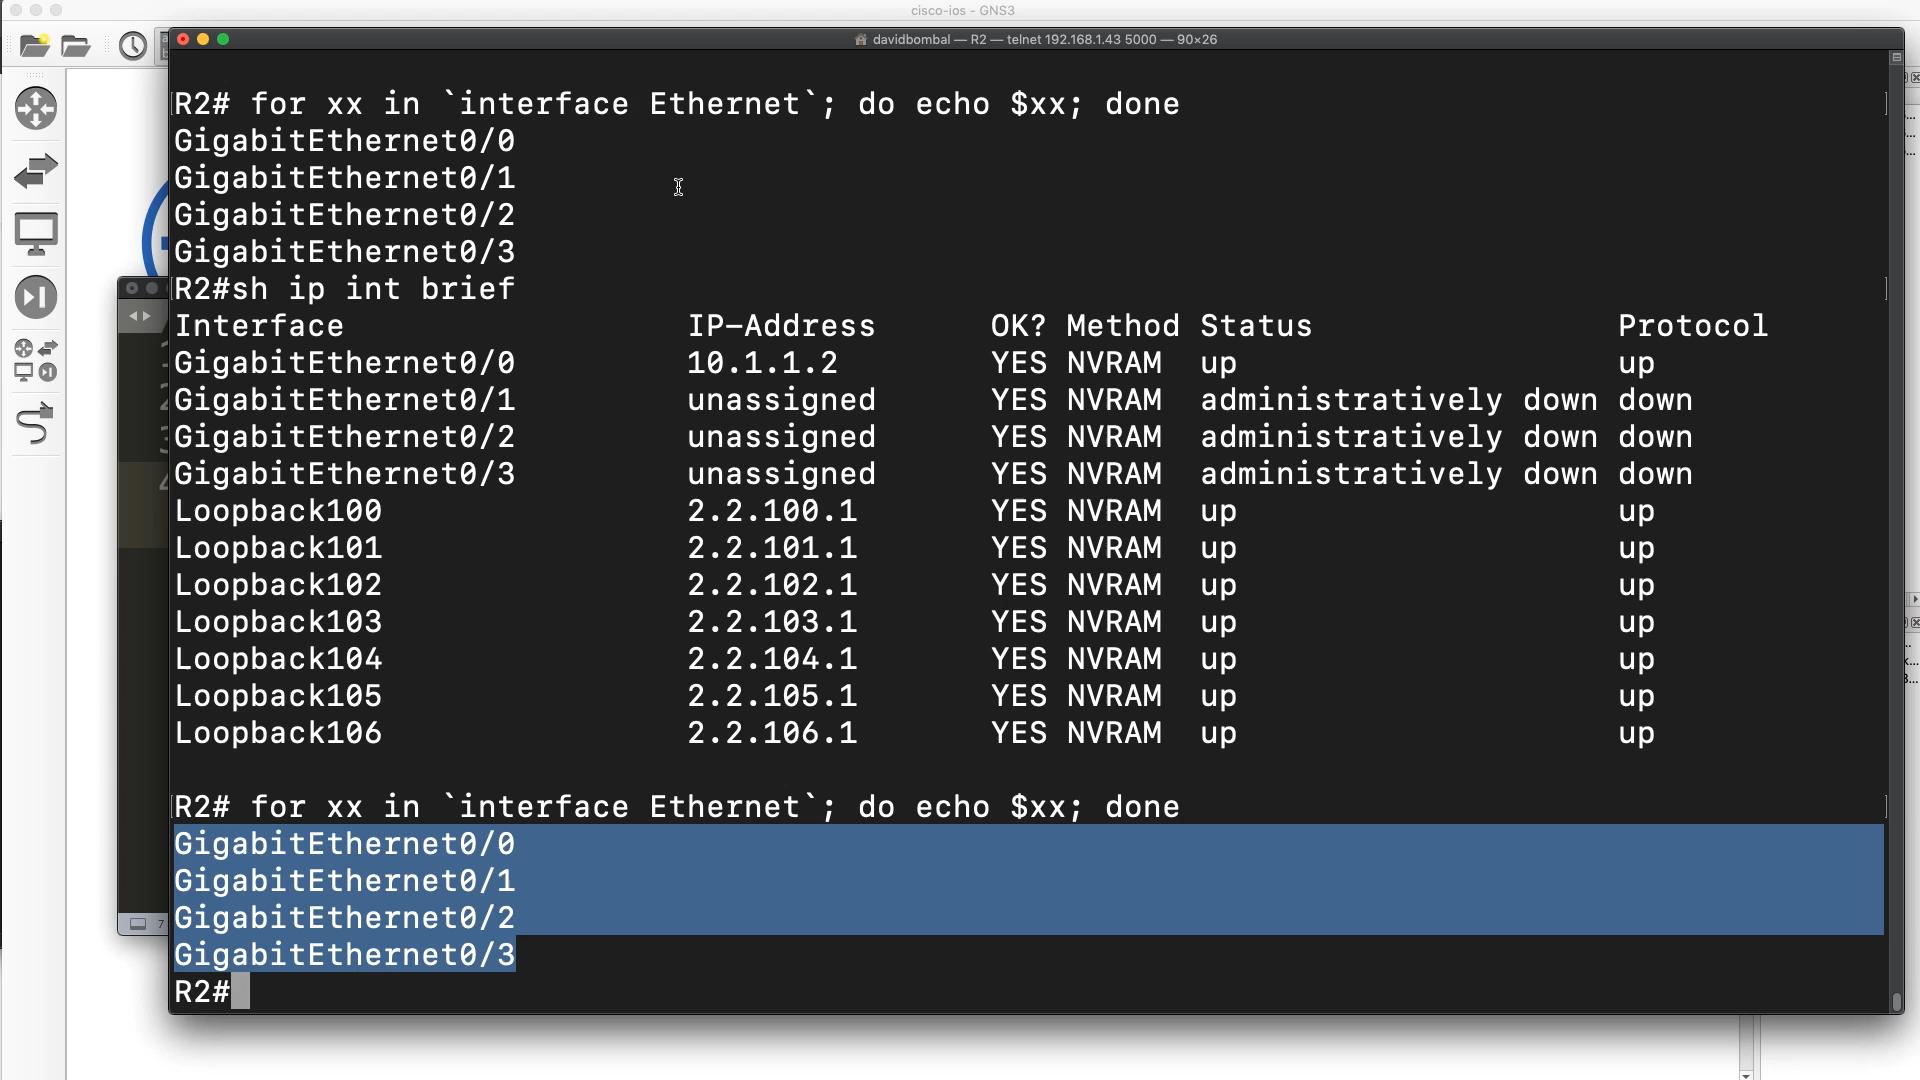 cisco-ios - GNS3
davidbombal — R2 — telnet 192.168.1.43 5000 — 90×26
R2# for xx in `interface Ethernet`; do echo $xx; done
GigabitEthernet0/0
GigabitEthernet0/1
GigabitEthernet0/2
GigabitEthernet0/3
R2#sh ip int brief
Interface IP-Address OK? Method Status Protocol
GigabitEthernet0/0 10.1.1.2 YES NVRAM up up
GigabitEthernet0/1 unassigned YES NVRAM administratively down down
GigabitEthernet0/2 unassigned YES NVRAM administratively down down
GigabitEthernet0/3 unassigned YES NVRAM administratively down down
Loopback100 2.2.100.1 YES NVRAM up up
Loopback101 2.2.101.1 YES NVRAM up up
Loopback102 2.2.102.1 YES NVRAM up up
Loopback103 2.2.103.1 YES NVRAM up up
Loopback104 2.2.104.1 YES NVRAM up up
Loopback105 2.2.105.1 YES NVRAM up up
Loopback106 2.2.106.1 YES NVRAM up up
R2# for xx in `interface Ethernet`; do echo $xx; done
GigabitEthernet0/0
GigabitEthernet0/1
GigabitEthernet0/2
GigabitEthernet0/3
R2#